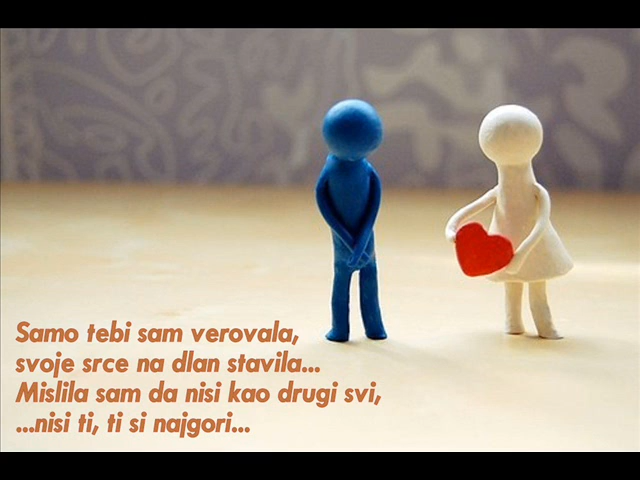 Samo tebi sam verovala,
svoje srce na dlan stavila...
Mislila sam da nisi kao drugi svi,
...nisi ti, ti si najgori...